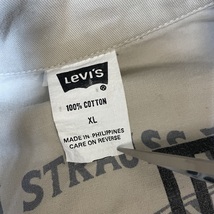 Levi's
®
100% COTTON
XL
MADE IN PHILIPPINES
CARE ON REVERSE
STRAUSS